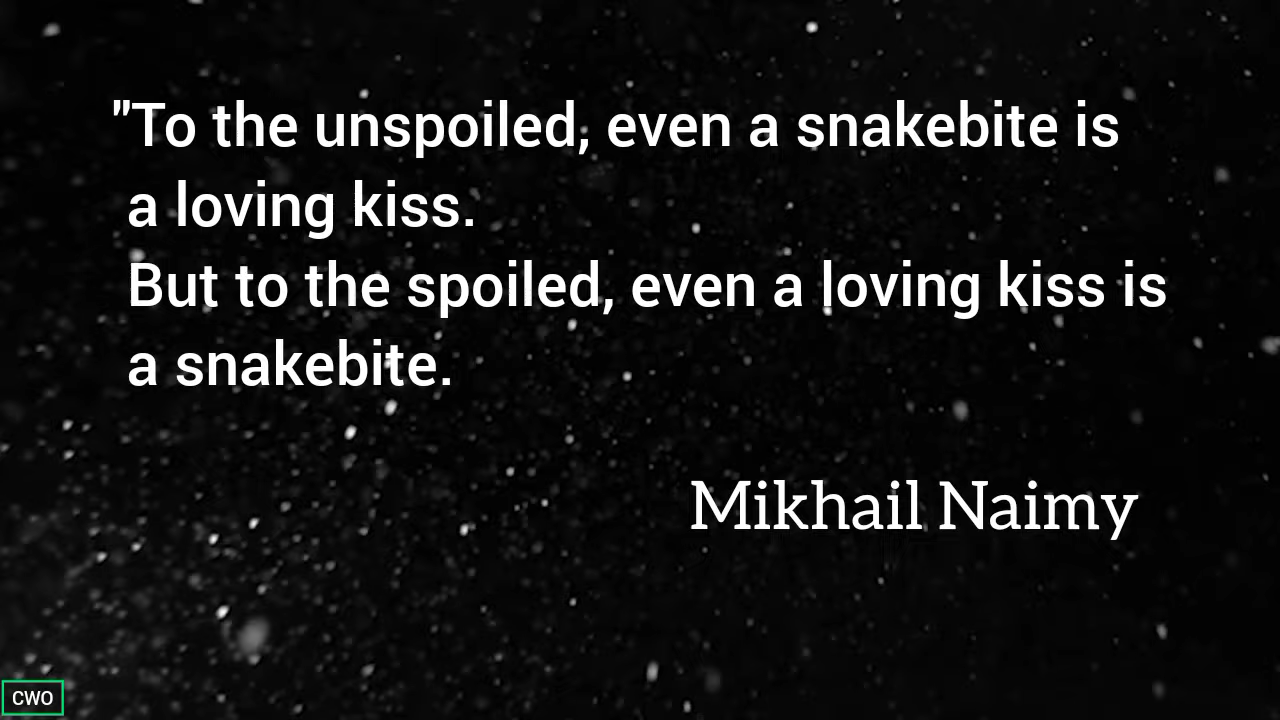 "To the unspoiled, even a snakebite is
a loving kiss.
But to the spoiled, even a loving kiss is
a snakebite.
Mikhail Naimy
CWO